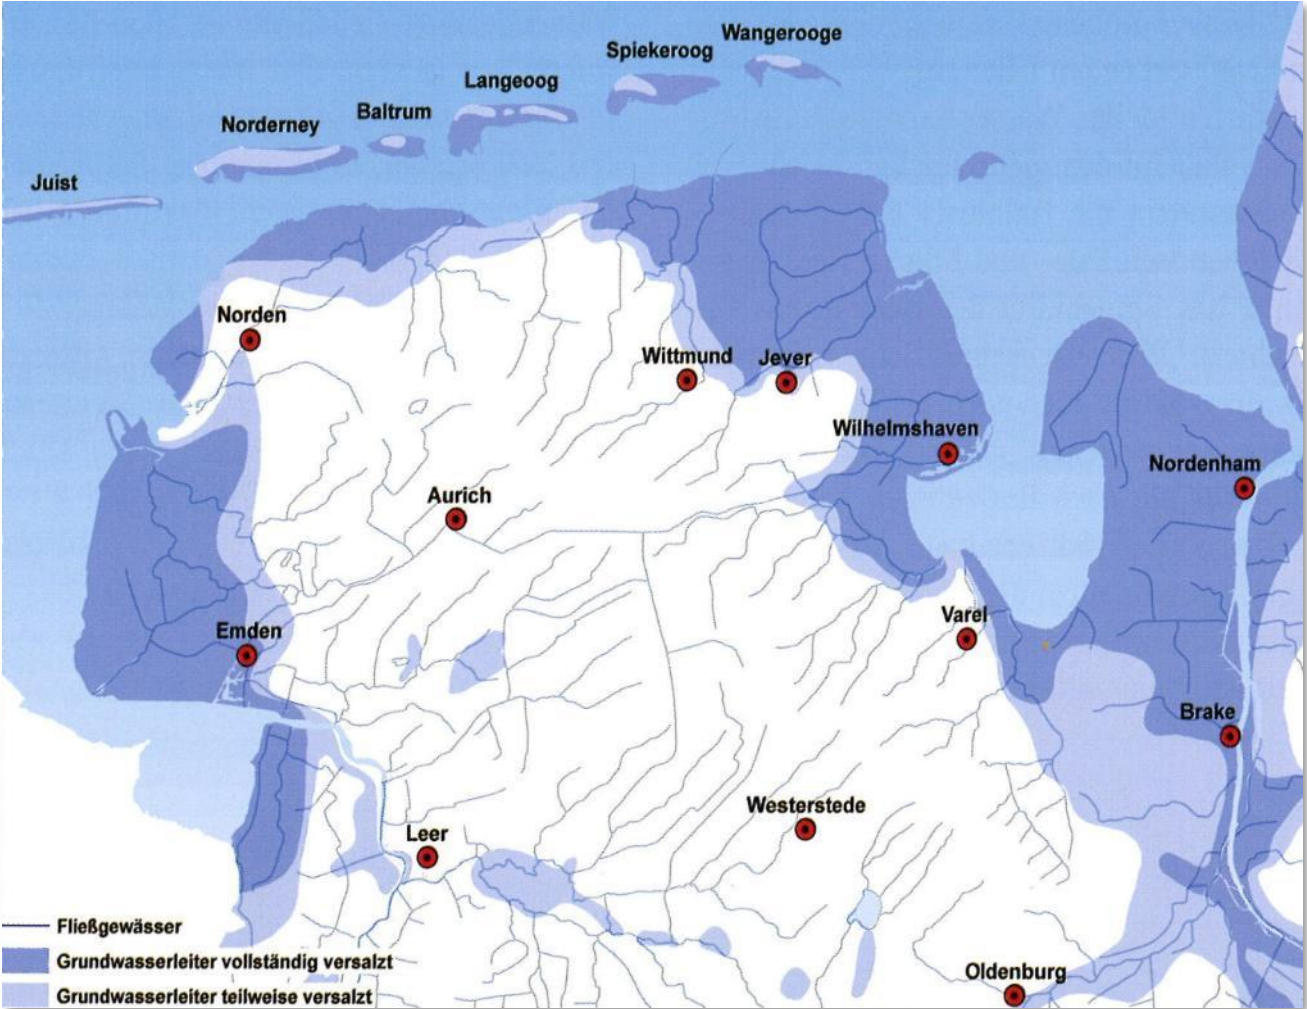 Wangerooge
Spiekeroog
Langeoog
Baltrum
Norderney
Juist
Norden
Wittmund
Jever
Wilhelmshaven
Nordenham
Aurich
Varel
Emden
Brake
Westerstede
Leer
Fließgewässer
Grundwasserleiter vollständig versalzt
Oldenburg
Grundwasserleiter teilweise versalzt